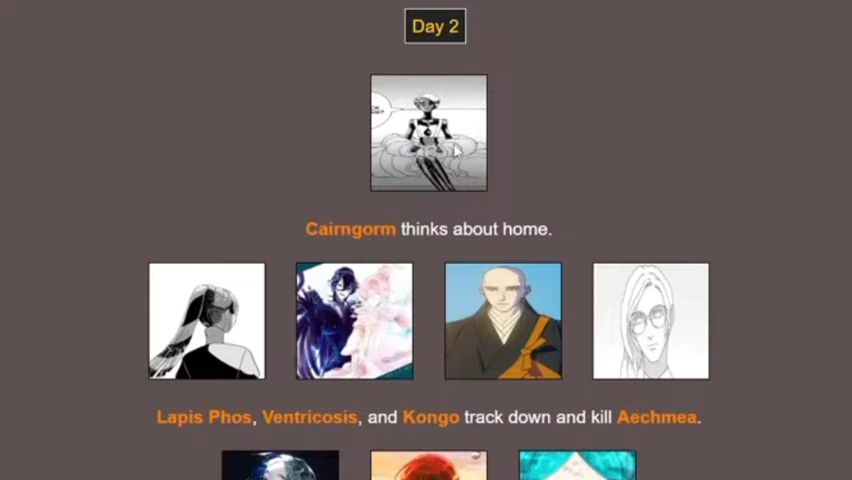 Day 2
Cairngorm thinks about home.
Lapis Phos, Ventricosis, and Kongo track down and kill Aechmea.